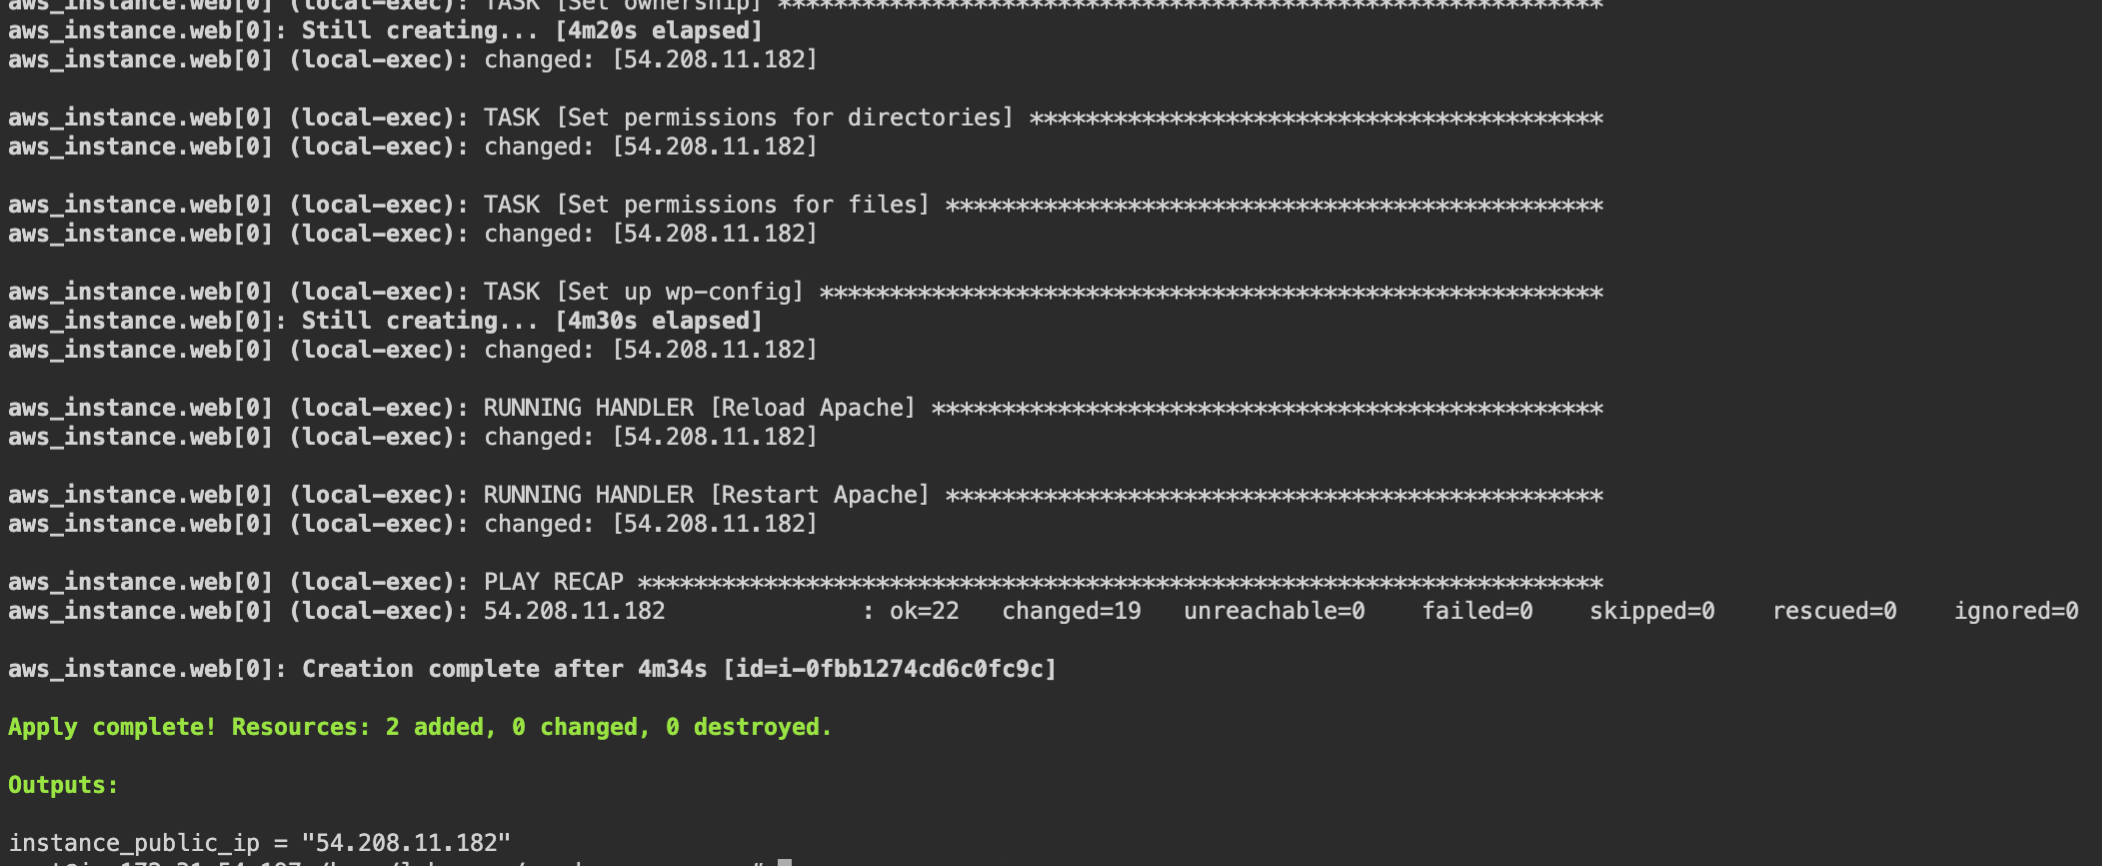 aws_instance.web[0] (local-exec): TASK [Set ownership] ***********************************************************
aws_instance.web[0]: Still creating... [4m20s elapsed]
aws_instance.web[0] (local-exec): changed: [54.208.11.182]
aws_instance.web[0] (local-exec): TASK [Set permissions for directories] *****************************************
aws_instance.web[0] (local-exec): changed: [54.208.11.182]
aws_instance.web[0] (local-exec): TASK [Set permissions for files] ***********************************************
aws_instance.web[0] (local-exec): changed: [54.208.11.182]
aws_instance.web[0] (local-exec): TASK [Set up wp-config] ********************************************************
aws_instance.web[0]: Still creating... [4m30s elapsed]
aws_instance.web[0] (local-exec): changed: [54.208.11.182]
aws_instance.web[0] (local-exec): RUNNING HANDLER [Reload Apache] ************************************************
aws_instance.web[0] (local-exec): changed: [54.208.11.182]
aws_instance.web[0] (local-exec): RUNNING HANDLER [Restart Apache] ***********************************************
aws_instance.web[0] (local-exec): changed: [54.208.11.182]
aws_instance.web[0] (local-exec): PLAY RECAP *********************************************************************
aws_instance.web[0] (local-exec): 54.208.11.182              : ok=22   changed=19   unreachable=0    failed=0    skipped=0    rescued=0    ignored=0
aws_instance.web[0]: Creation complete after 4m34s [id=i-0fbb1274cd6c0fc9c]
Apply complete! Resources: 2 added, 0 changed, 0 destroyed.
Outputs:
instance_public_ip = "54.208.11.182"